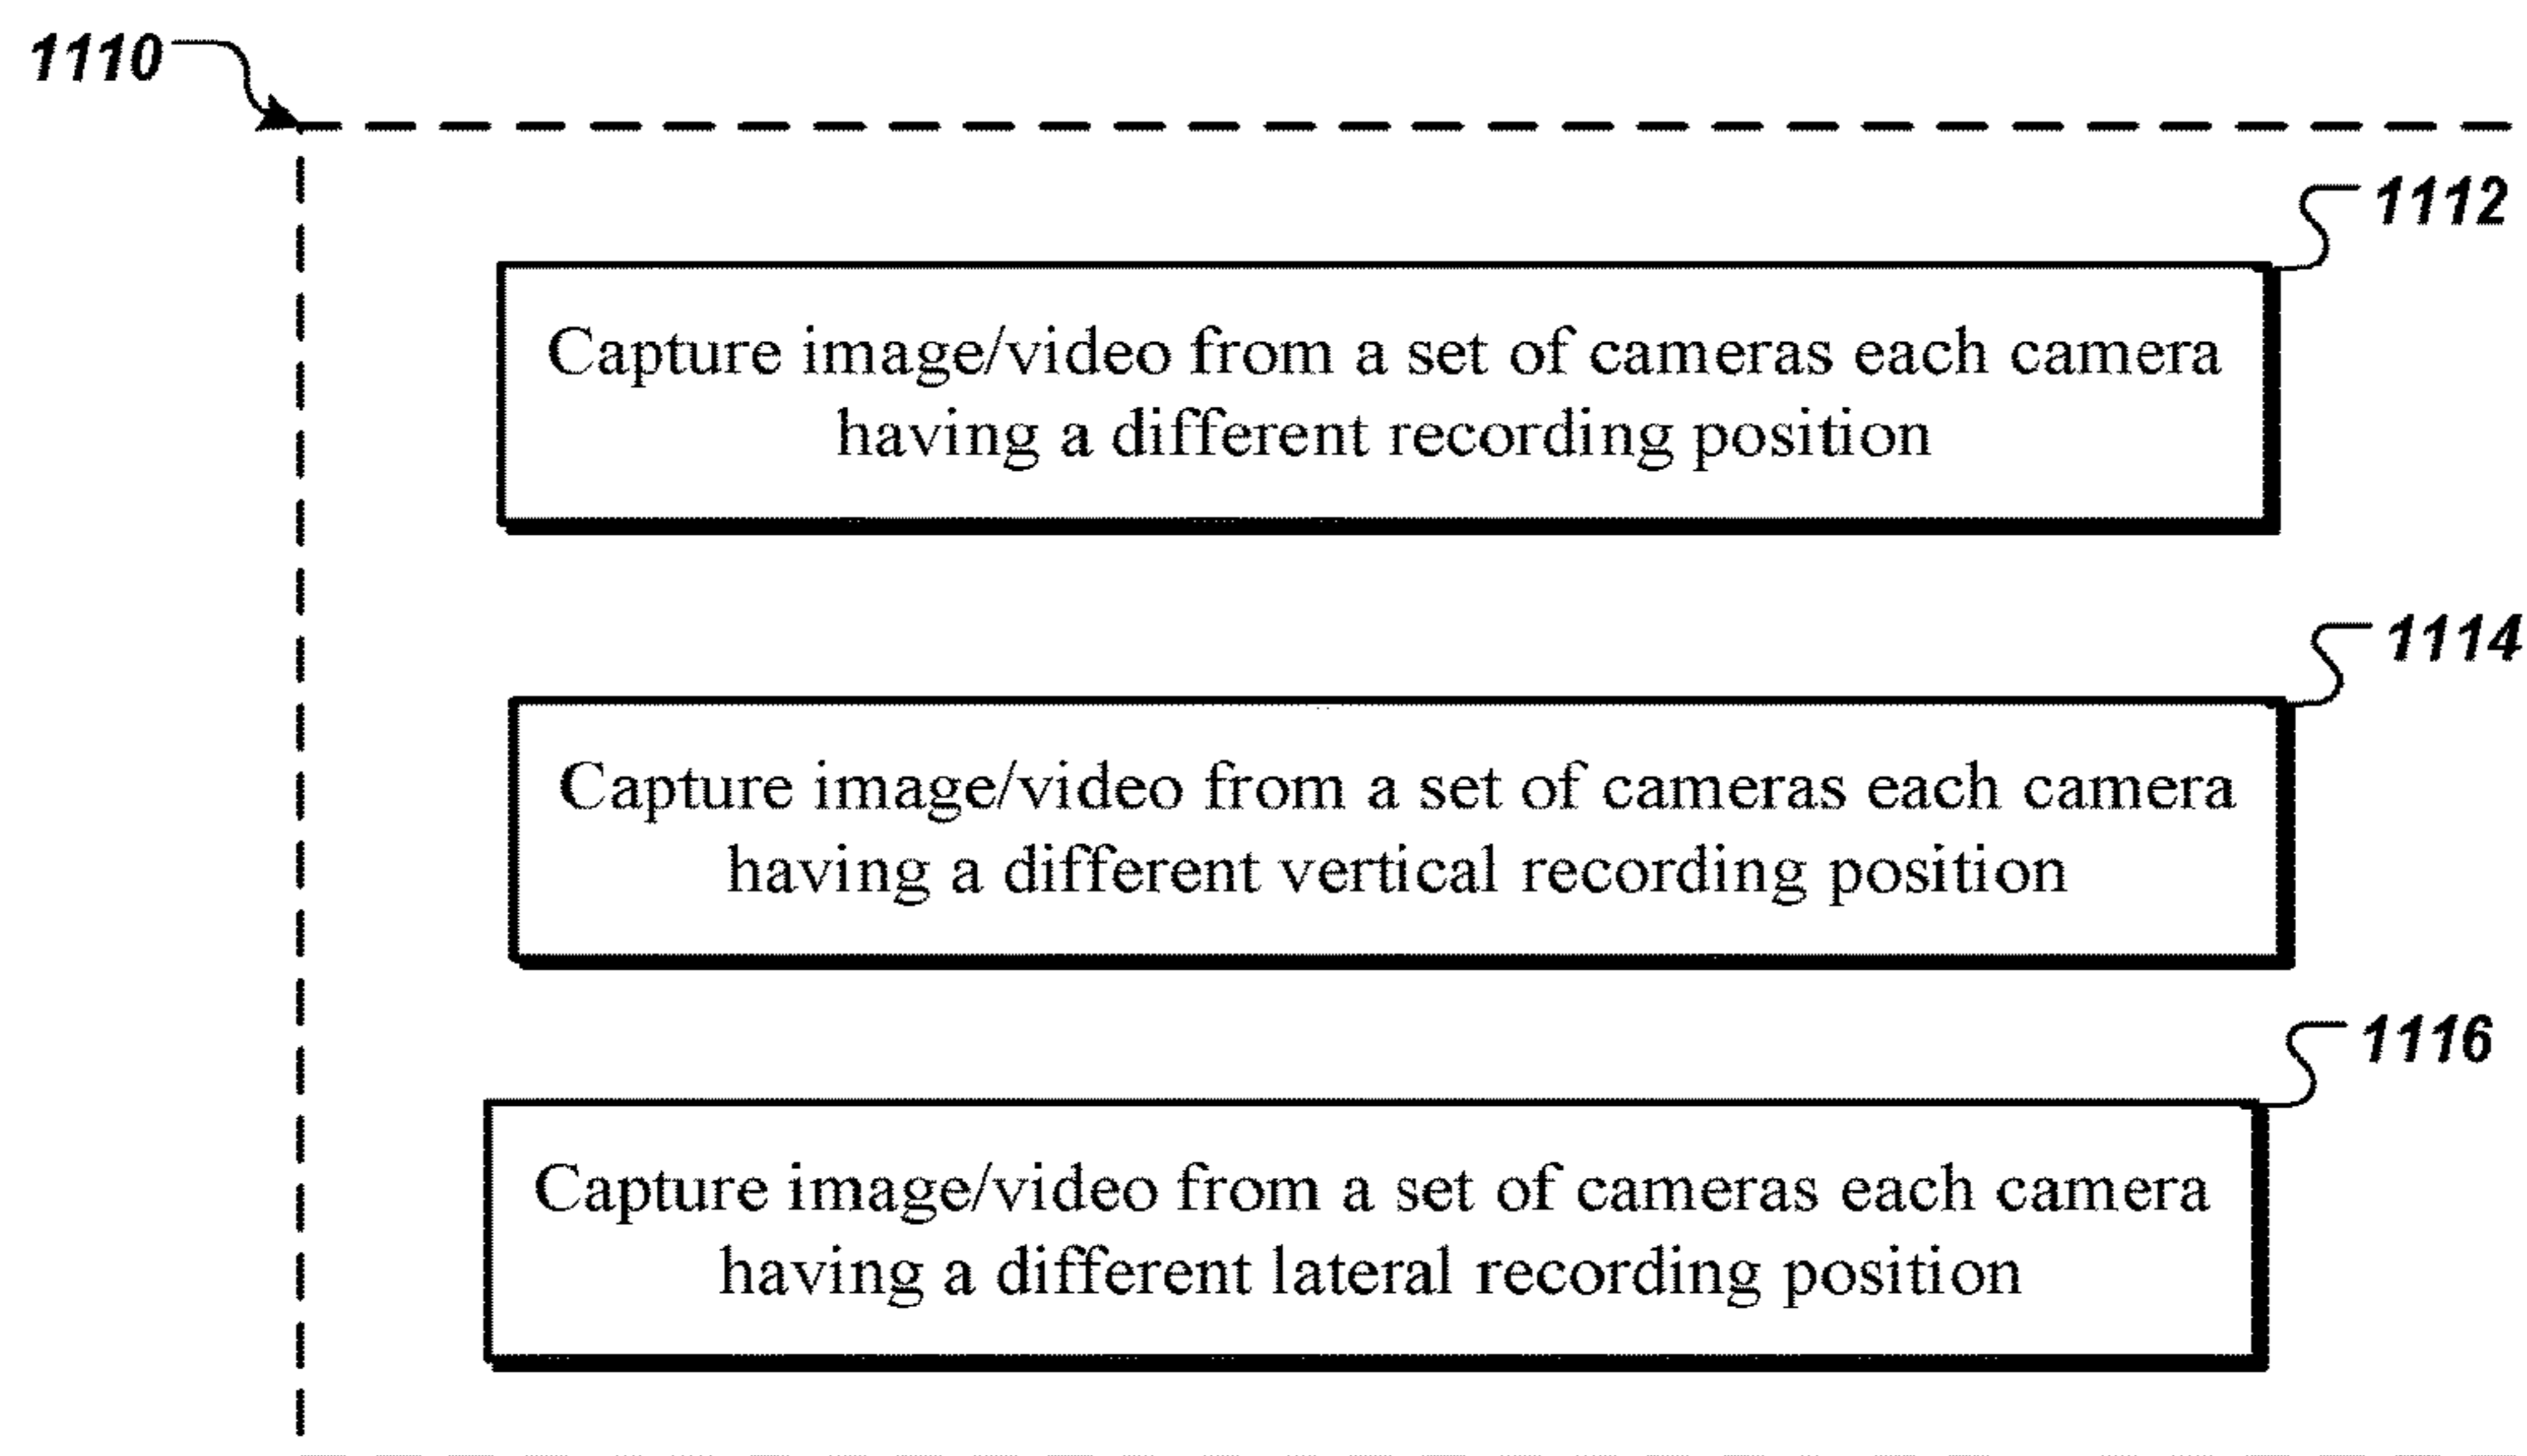 1110
1112
Capture image/video from a set of cameras each camera
having a different recording position
1114
Capture image/video from a set of cameras each camera
having a different vertical recording position
1116
Capture image/video from a set of cameras each camera
having a different lateral recording position